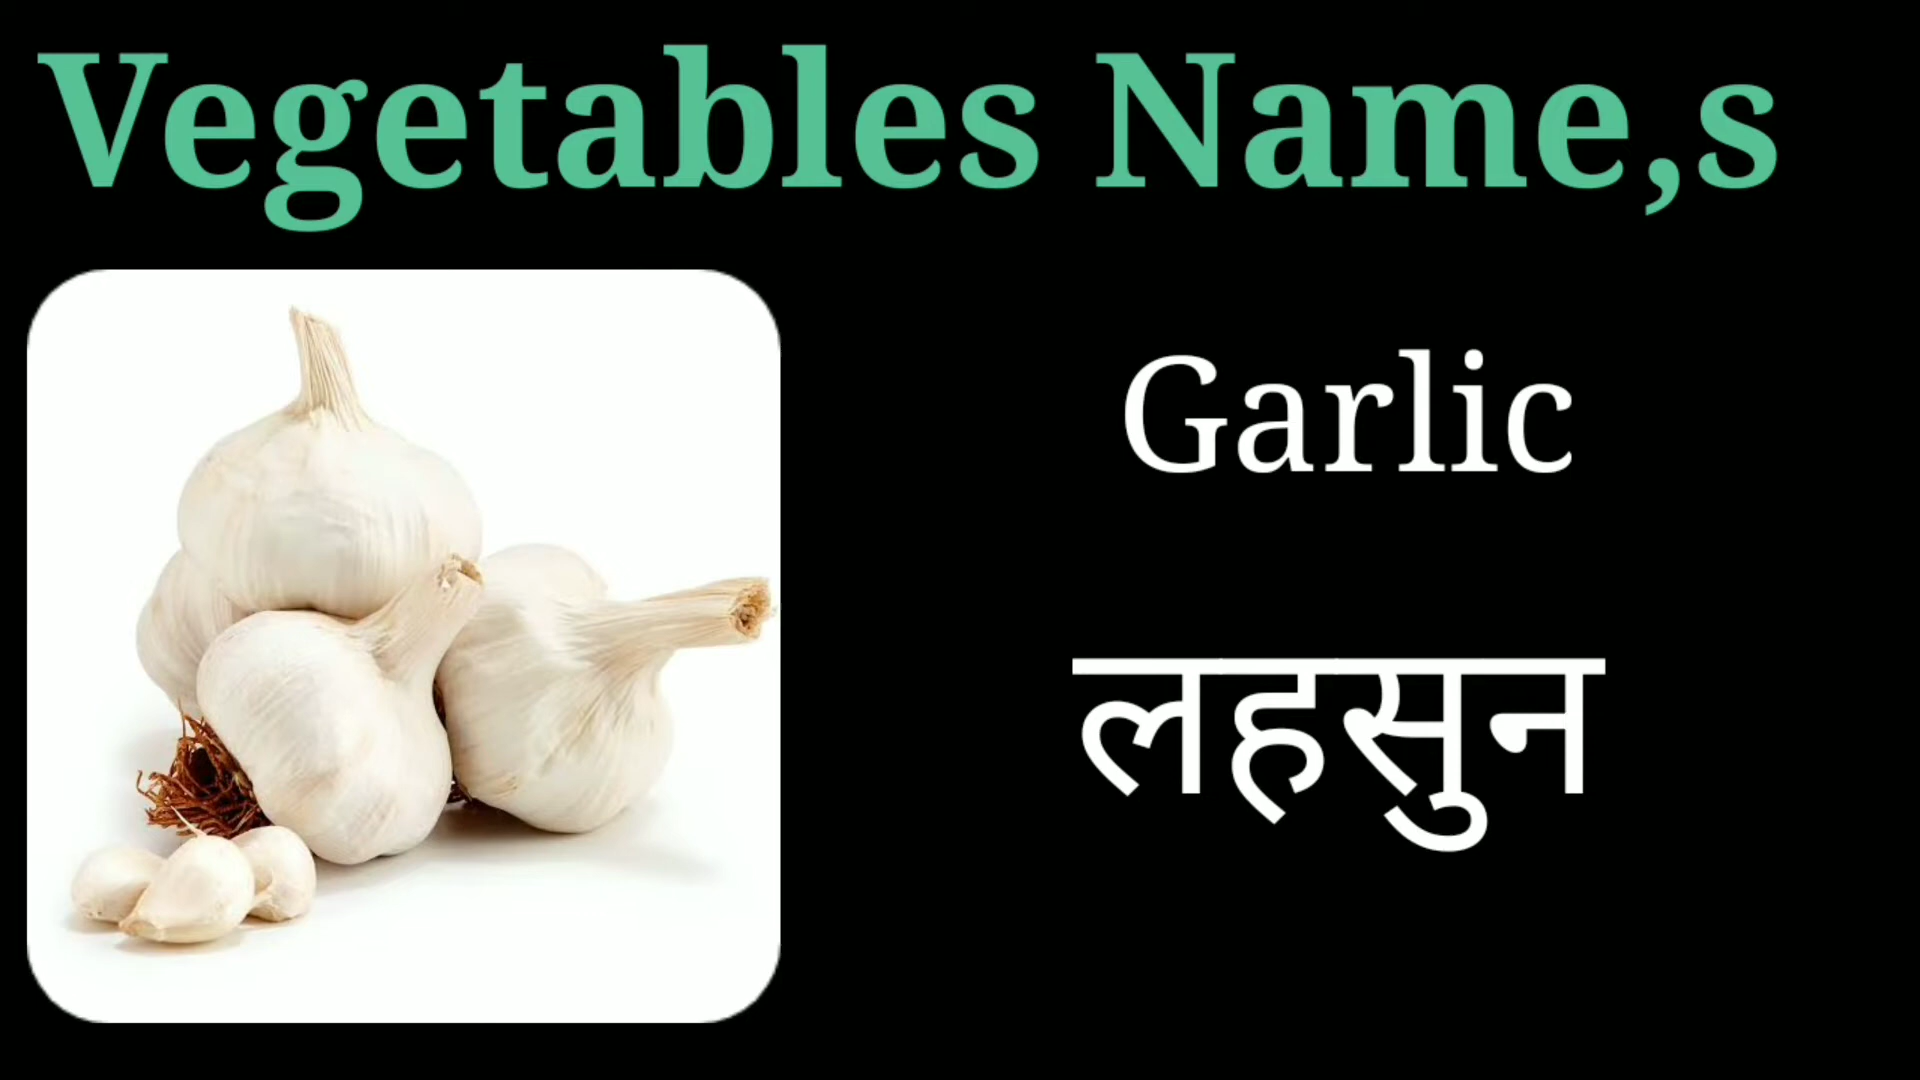 Vegetables Name,s
Garlic
लहसुन